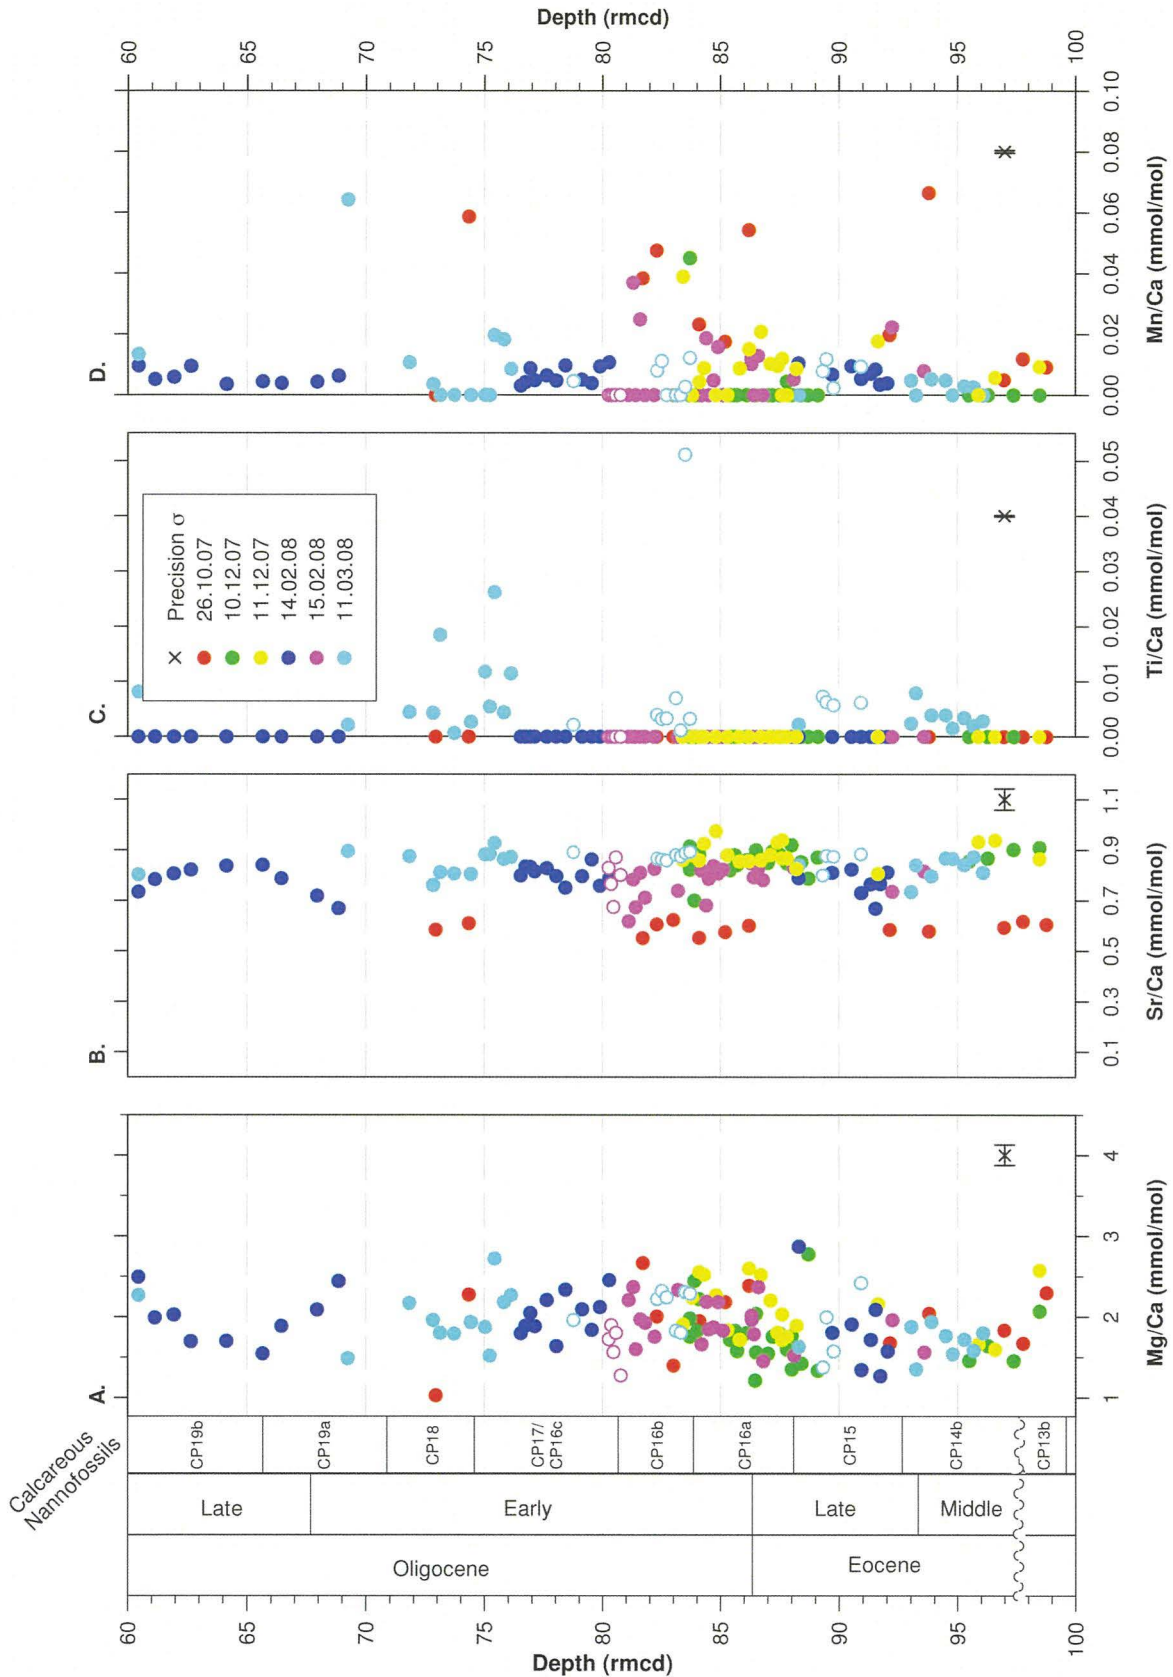 Depth (rmcd)
60
65
70
75
80
85
90
95
100
D.
0.00
0.02
0.04
0.06
0.08
0.10
Mn/Ca (mmol/mol)
C.
Precision σ
26.10.07
10.12.07
11.12.07
14.02.08
15.02.08
11.03.08
0.00
0.01
0.02
0.03
0.04
0.05
Ti/Ca (mmol/mol)
B.
0.1
0.3
0.5
0.7
0.9
1.1
Sr/Ca (mmol/mol)
A.
1
2
3
4
Mg/Ca (mmol/mol)
Calcareous
Nannofossils
CP19b
CP19a
CP18
CP17/
CP16c
CP16b
CP16a
CP15
CP14b
CP13b
Late
Early
Late
Middle
Oligocene
Eocene
60
65
70
75
80
85
90
95
100
Depth (rmcd)